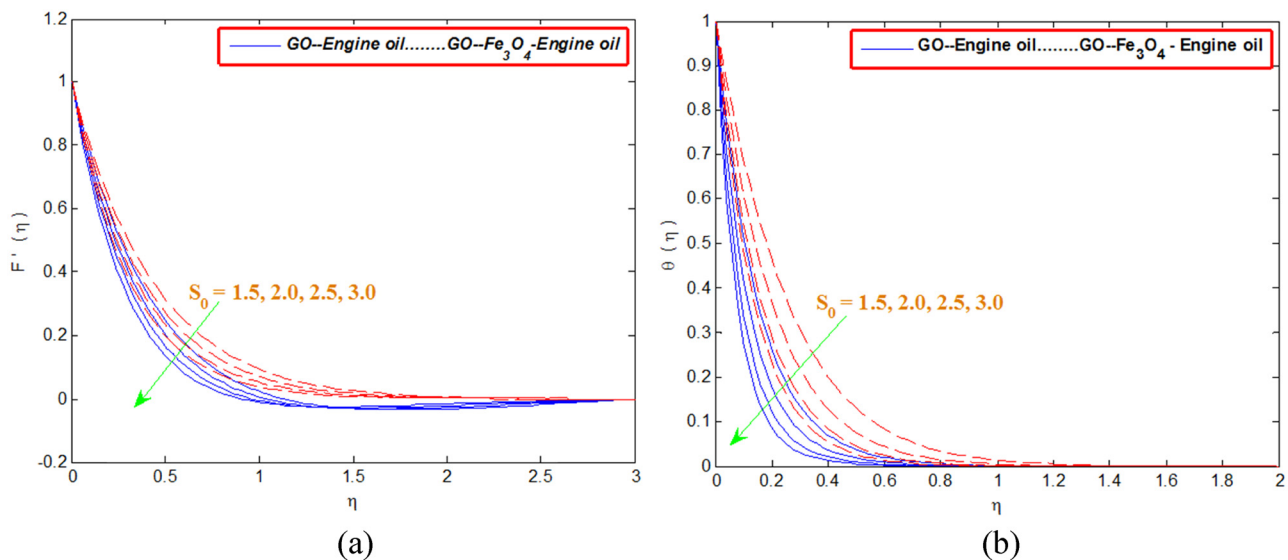 1.2
1
0.8
0.6
0.4
0.2
0
-0.2
F ' ( η )
GO--Engine oil........GO--Fe₃O₄-Engine oil
S₀ = 1.5, 2.0, 2.5, 3.0
0 0.5 1 1.5 2 2.5 3
η
(a)
1
0.9
0.8
0.7
0.6
0.5
0.4
0.3
0.2
0.1
0
θ ( η )
GO--Engine oil........GO--Fe₃O₄ - Engine oil
S₀ = 1.5, 2.0, 2.5, 3.0
0 0.2 0.4 0.6 0.8 1 1.2 1.4 1.6 1.8 2
η
(b)